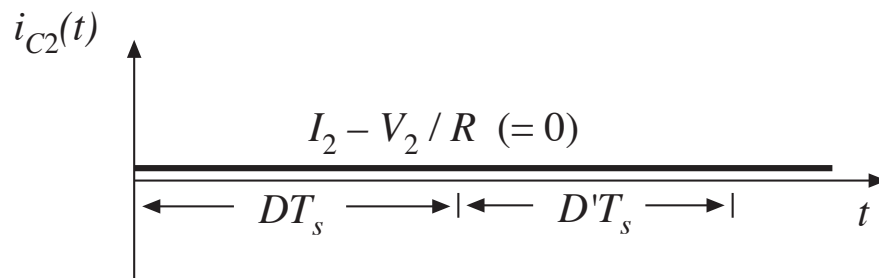 i_{C2}(t)
I_2 – V_2 / R (= 0)
DT_s
D'T_s
t